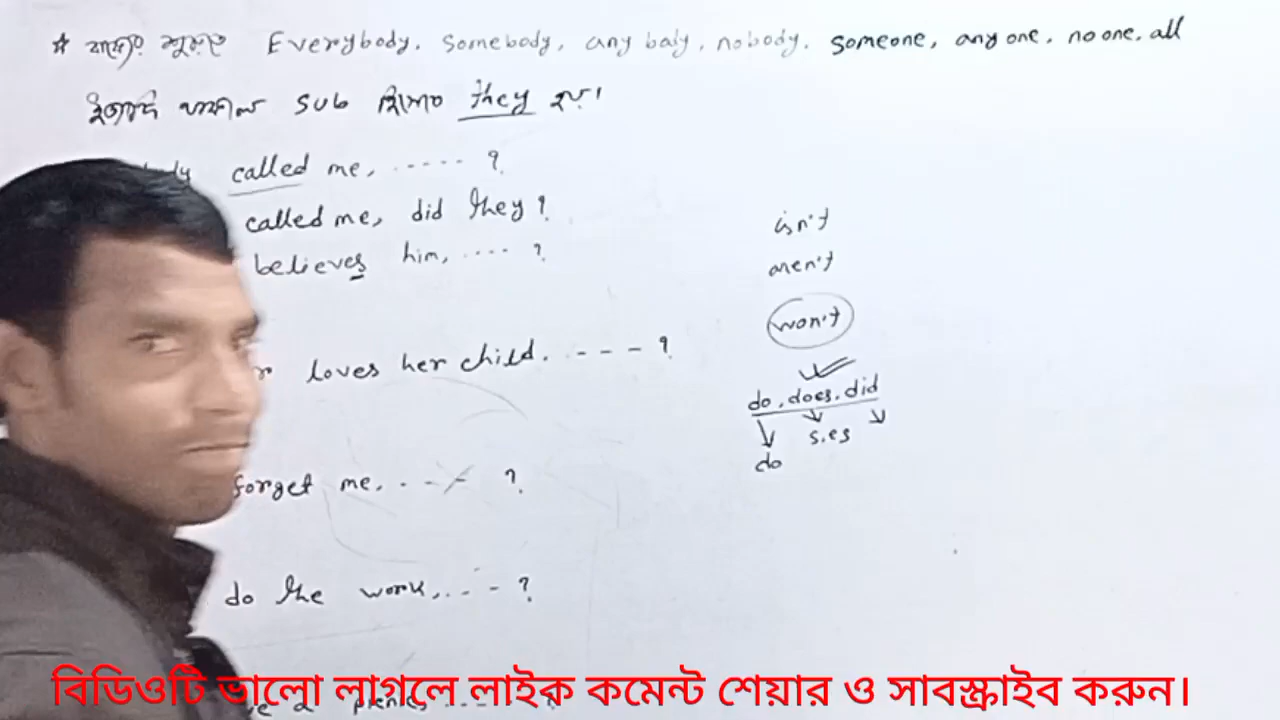 * বাক্যের শুরুতে Everybody, Somebody, any baly, nobody, someone, any one, no one, all
ইত্যাদি থাকলে sub হিসেবে they হয়।
called me, ----- ?
called me, did they?
believes him, ---- ?
loves her child. ---- ?
forget me, --- ?
do the work, --- ?
isn't
aren't
won't
do, does, did
s, es
do
বিডিওটি ভালো লাগলে লাইক কমেন্ট শেয়ার ও সাবস্ক্রাইব করুন।